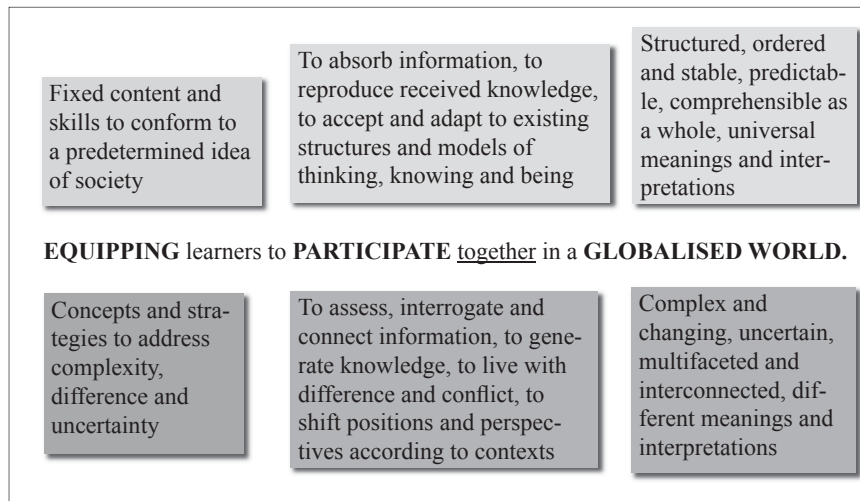 Fixed content and
skills to conform to
a predetermined idea
of society
To absorb information, to
reproduce received knowledge,
to accept and adapt to existing
structures and models of
thinking, knowing and being
Structured, ordered
and stable, predictab-
le, comprehensible as
a whole, universal
meanings and inter-
pretations
EQUIPPING learners to PARTICIPATE together in a GLOBALISED WORLD.
Concepts and stra-
tegies to address
complexity,
difference and
uncertainty
To assess, interrogate and
connect information, to gene-
rate knowledge, to live with
difference and conflict, to
shift positions and perspec-
tives according to contexts
Complex and
changing, uncertain,
multifaceted and
interconnected, dif-
ferent meanings and
interpretations